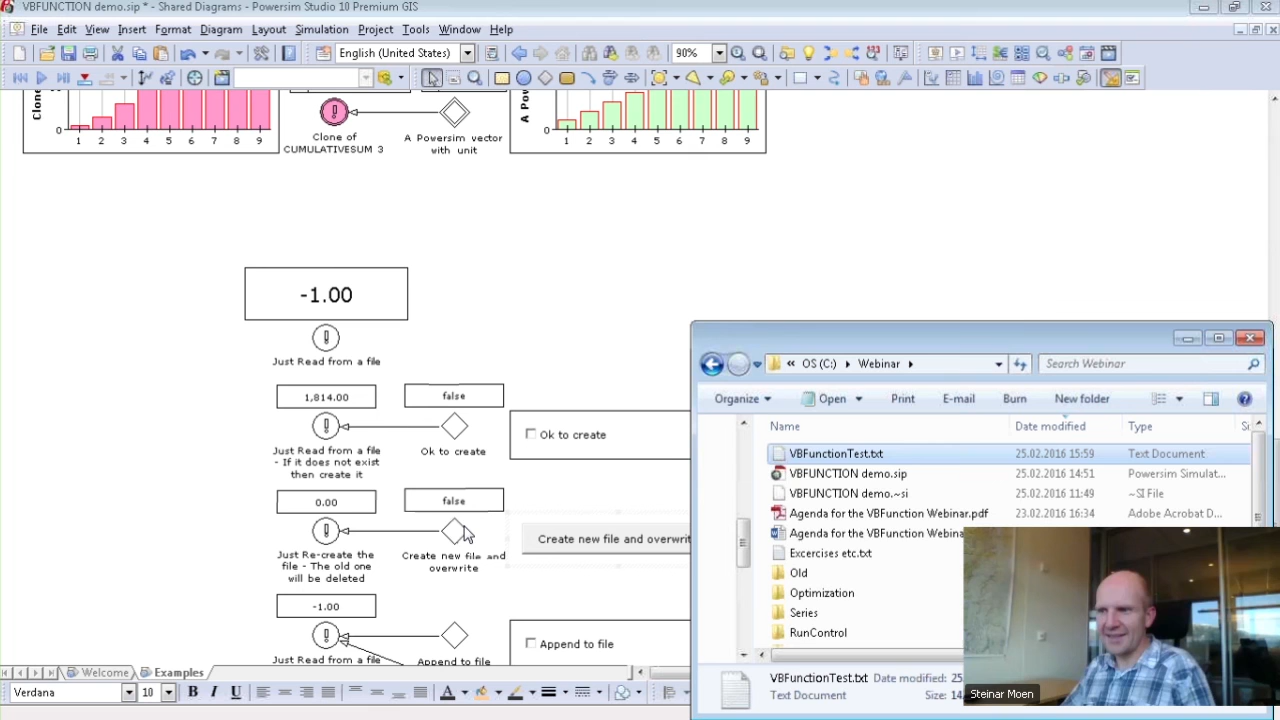 VBFUNCTION demo.sip * - Shared Diagrams - Powersim Studio 10 Premium GIS
File Edit View Insert Format Diagram Layout Simulation Project Tools Window Help
English (United States) 90%
0 1 2 3 4 5 6 7 8 9
Clone of CUMULATIVESUM 3
A Powersim vector with unit
0 1 2 3 4 5 6 7 8 9
-1.00
Just Read from a file
1,814.00 false
Just Read from a file
- If it does not exist
then create it
Ok to create
Ok to create
0.00 false
Just Re-create the
file - The old one
will be deleted
Create new file and
overwrite
Create new file and overwrit
-1.00
Just Read from a file
Append to file
Append to file
Welcome Examples
Verdana 10 B I U A
« OS (C:) Webinar Search Webinar
Organize Open Print E-mail Burn New folder
Name Date modified Type
VBFunctionTest.txt 25.02.2016 15:59 Text Document
VBFUNCTION demo.sip 25.02.2016 14:51 Powersim Simulat...
VBFUNCTION demo.~si 25.02.2016 11:49 ~SI File
Agenda for the VBFunction Webinar.pdf 23.02.2016 16:34 Adobe Acrobat D...
Agenda for the VBFunction Webina
Excercises etc.txt
Old
Optimization
Series
RunControl
VBFunctionTest.txt Date modified: 25
Text Document Size: 14
Steinar Moen